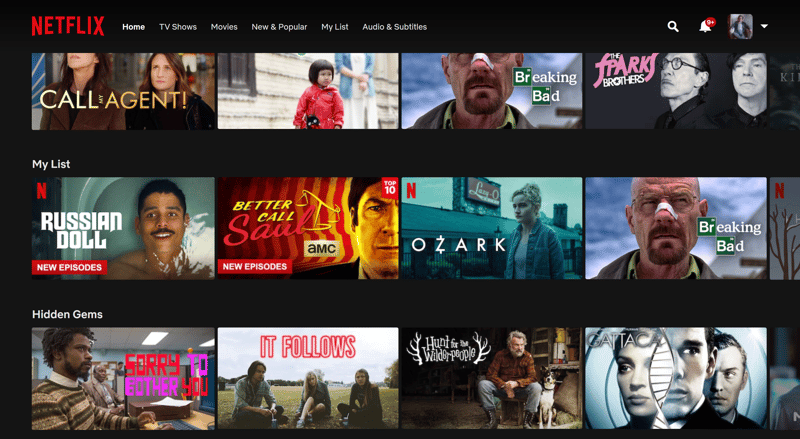 NETFLIX Home TV Shows Movies New & Popular My List Audio & Subtitles 9+
CALL MY AGENT!
Breaking
Bad
THE
SPARKS
BROTHERS
My List
N
RUSSIAN
DOLL
NEW EPISODES
BETTER
CALL
Saul
amc
TOP
10
NEW EPISODES
N
OZARK
Breaking
Bad
N
Hidden Gems
SORRY TO
BOTHER YOU
IT FOLLOWS
Hunt for the
Wilderpeople
GATTACA
N